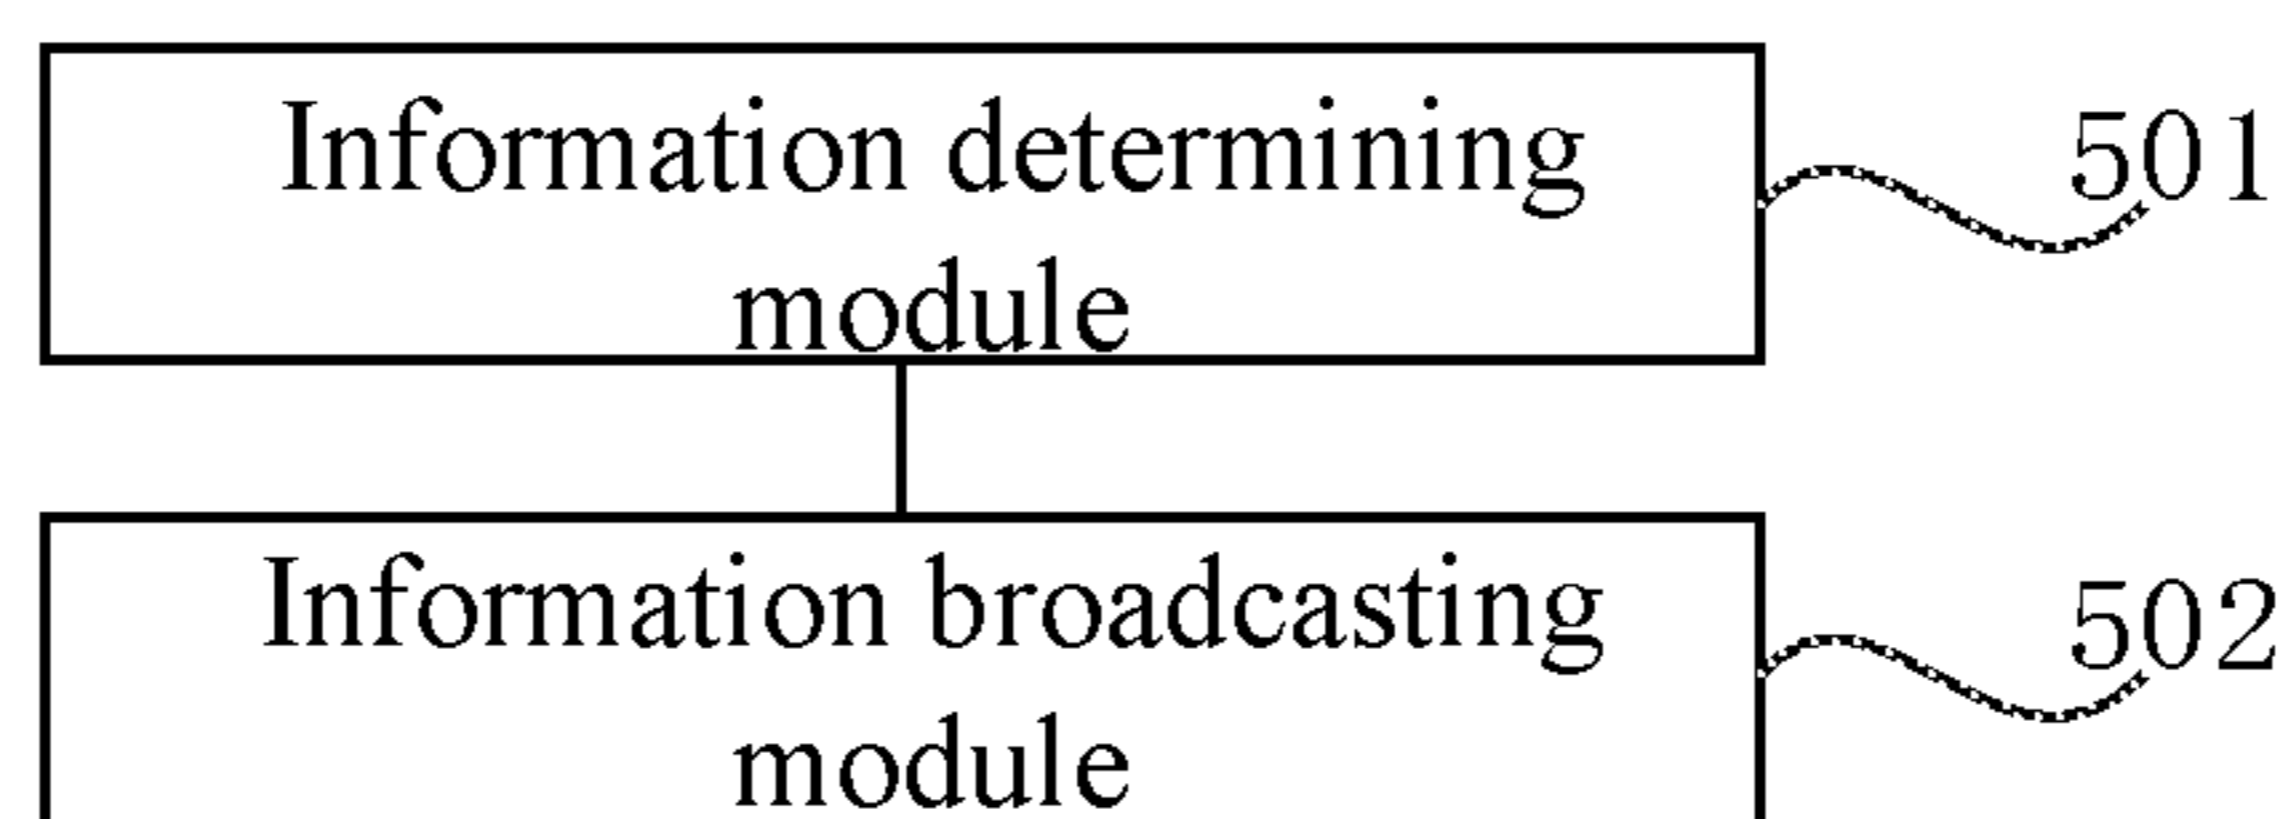 Information determining
module
501
Information broadcasting
module
502